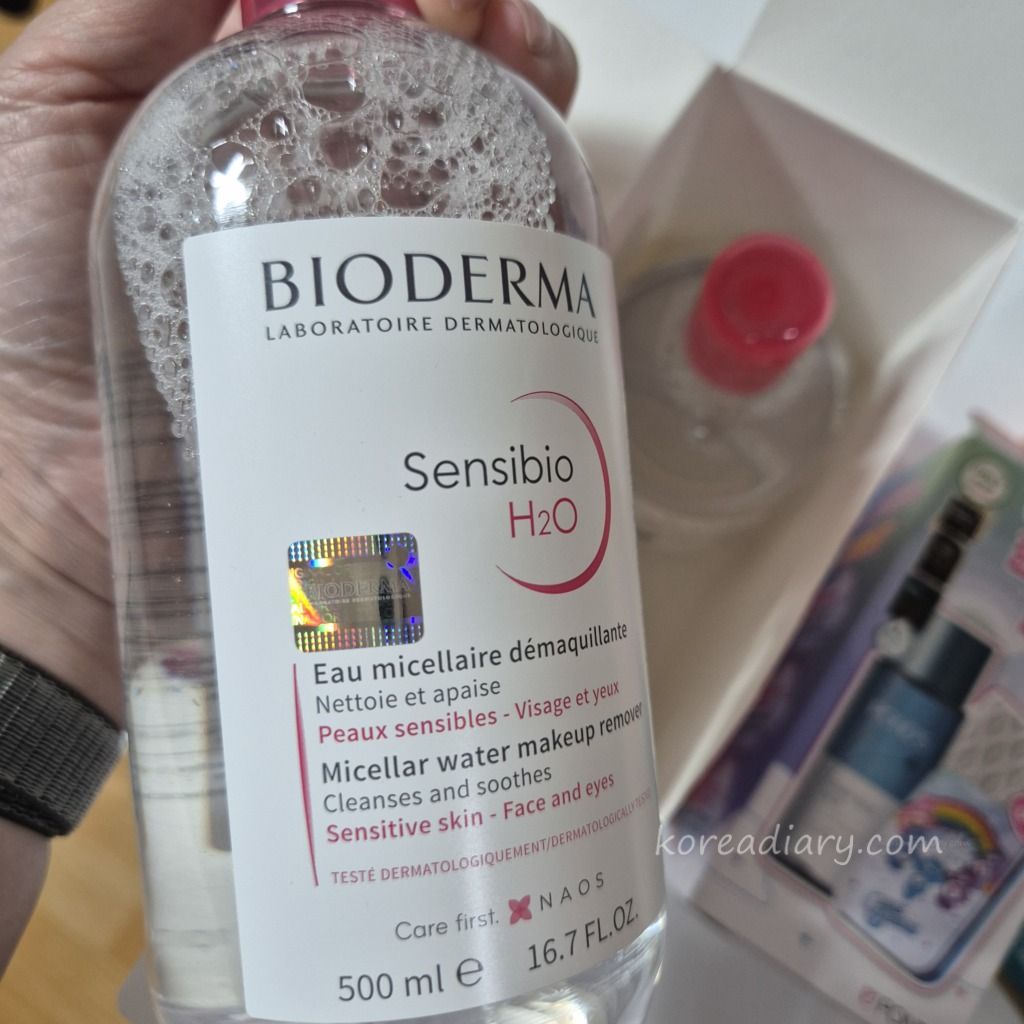 BIODERMA
LABORATOIRE DERMATOLOGIQUE
Sensibio
H2O
BIODERMA
Eau micellaire démaquillante
Nettoie et apaise
Peaux sensibles - Visage et yeux
Micellar water makeup remover
Cleanses and soothes
Sensitive skin - Face and eyes
TESTÉ DERMATOLOGIQUEMENT/DERMATOLOGICALLY TESTED
Care first. NAOS
500 ml e 16.7 FL.OZ.
koreadiary.com